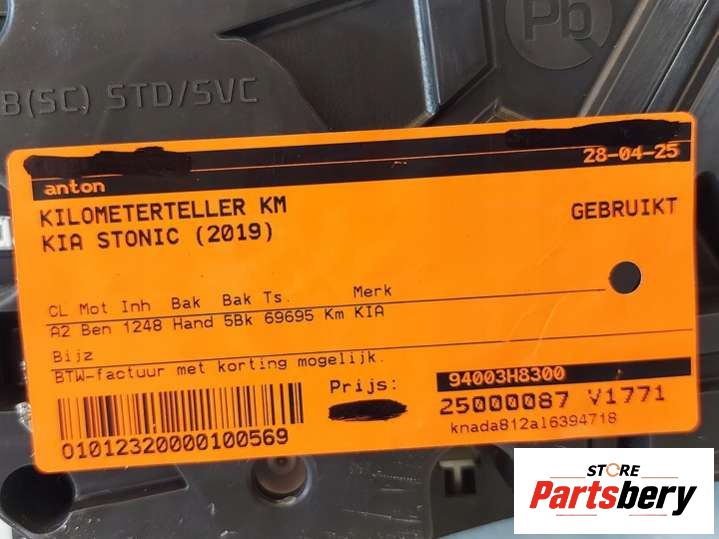 Pb
B(SC) STD/SVC
28-04-25
anton
KILOMETERTELLER KM
GEBRUIKT
KIA STONIC (2019)
CL Mot Inh Bak Bak Ts. Merk
A2 Ben 1248 Hand 5Bk 69695 Km KIA
Bijz
BTW-factuur met korting mogelijk.
Prijs:
94003H8300
25000087 V1771
knada812al6394718
01012320000100569
T
STORE
Partsbery